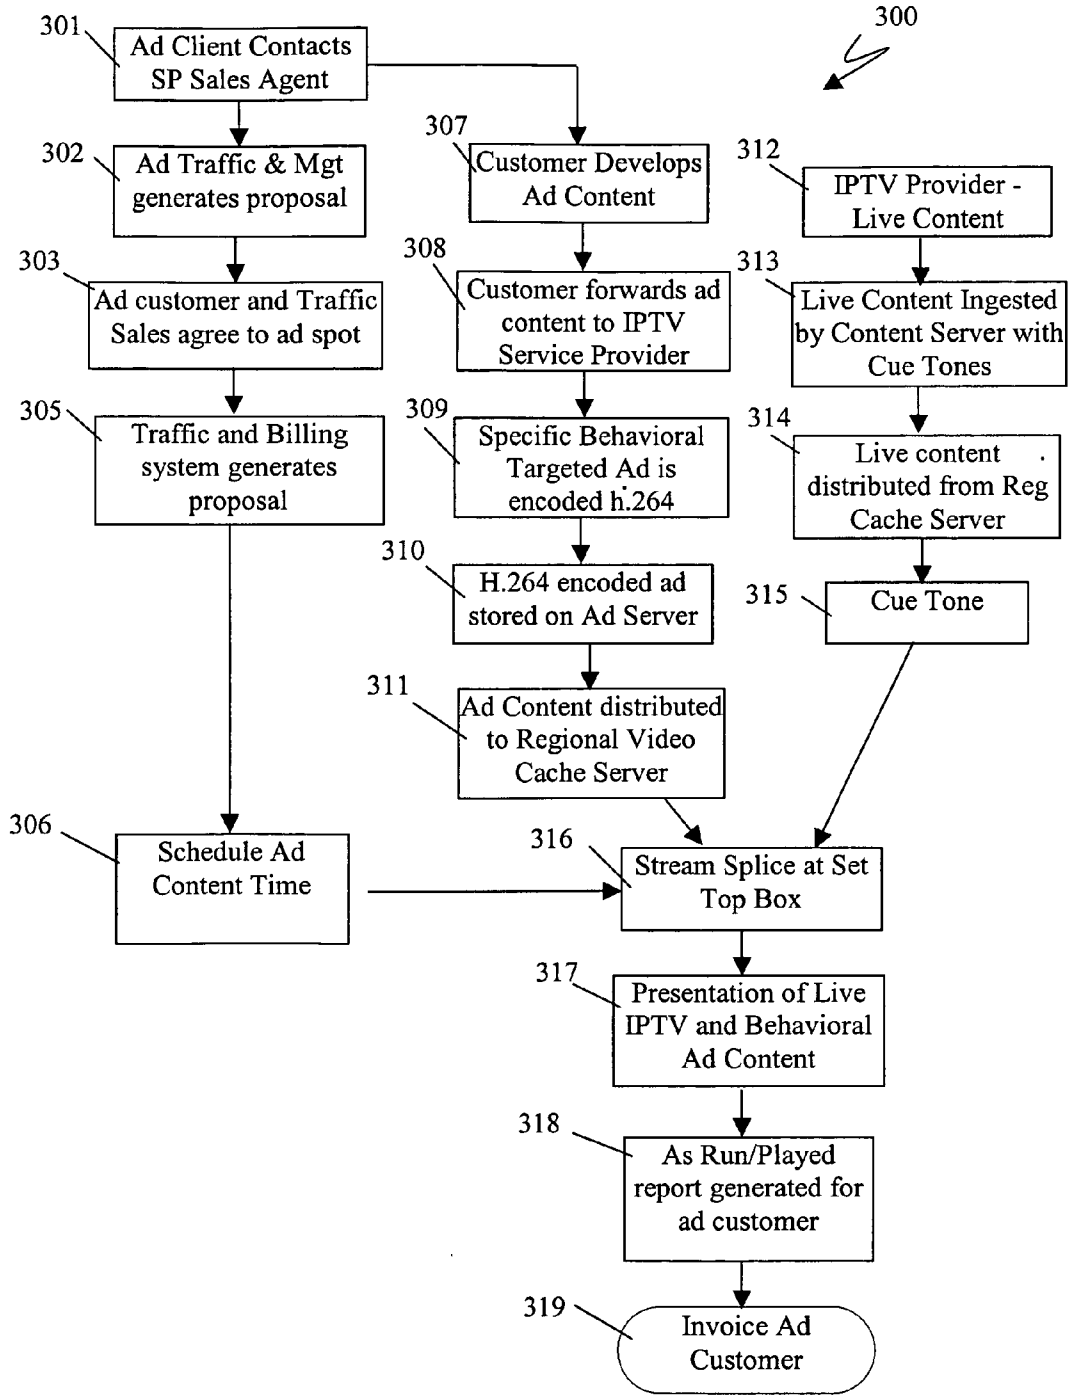 300
301
Ad Client Contacts
SP Sales Agent
302
Ad Traffic & Mgt
generates proposal
303
Ad customer and Traffic
Sales agree to ad spot
305
Traffic and Billing
system generates
proposal
306
Schedule Ad
Content Time
307
Customer Develops
Ad Content
308
Customer forwards ad
content to IPTV
Service Provider
309
Specific Behavioral
Targeted Ad is
encoded h.264
310
H.264 encoded ad
stored on Ad Server
311
Ad Content distributed
to Regional Video
Cache Server
312
IPTV Provider -
Live Content
313
Live Content Ingested
by Content Server with
Cue Tones
314
Live content
distributed from Reg
Cache Server
315
Cue Tone
316
Stream Splice at Set
Top Box
317
Presentation of Live
IPTV and Behavioral
Ad Content
318
As Run/Played
report generated for
ad customer
319
Invoice Ad
Customer